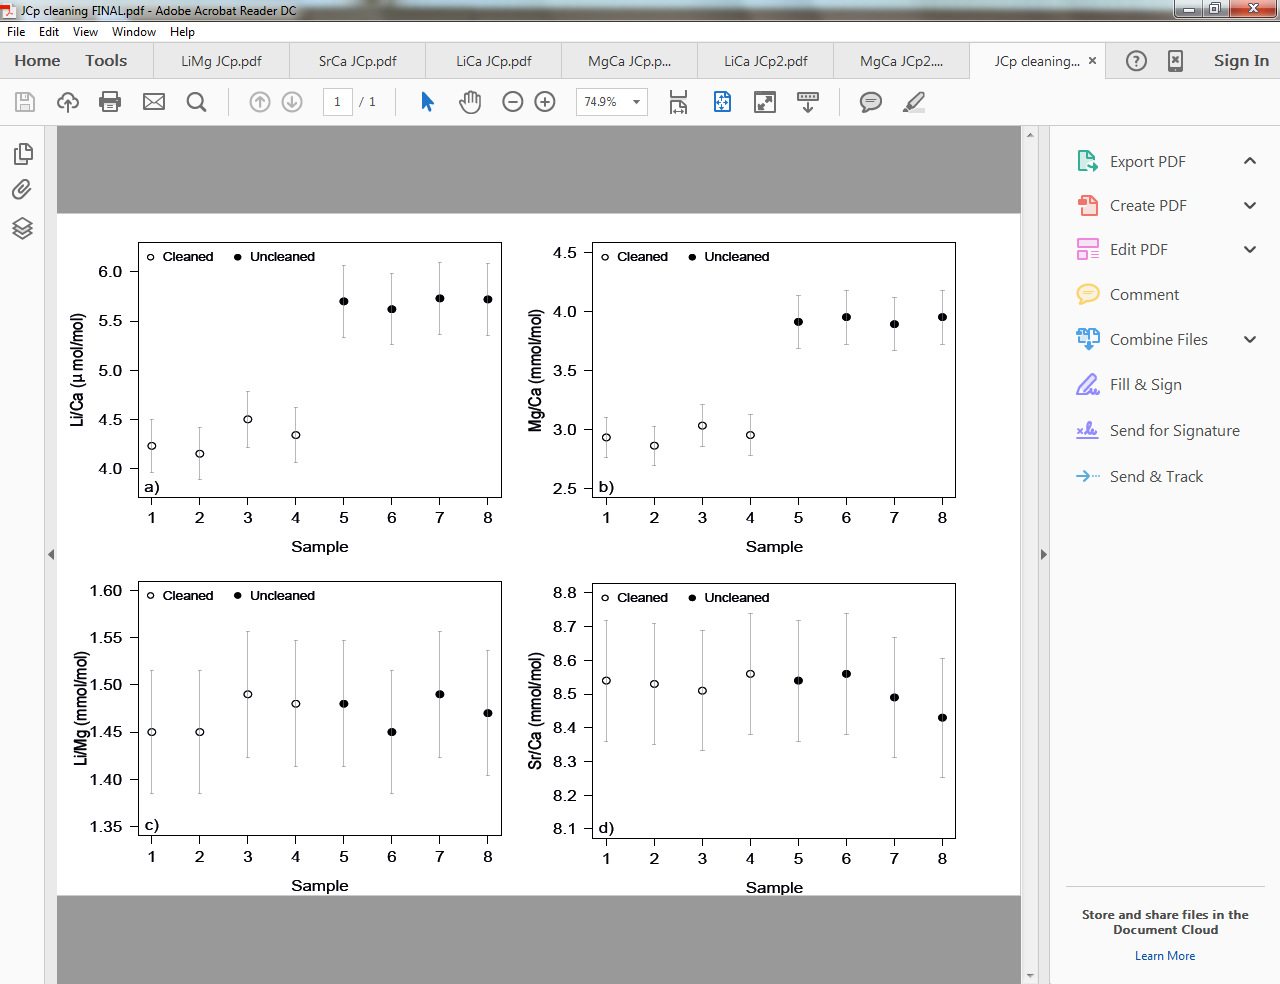 JCp cleaning FINAL.pdf - Adobe Acrobat Reader DC
File Edit View Window Help
Home Tools LiMg JCp.pdf SrCa JCp.pdf LiCa JCp.pdf MgCa JCp.p... LiCa JCp2.pdf MgCa JCp2.... JCp cleaning... × ? Sign In
1 / 1 74.9%
Export PDF
Create PDF
Edit PDF
Comment
Combine Files
Fill & Sign
Send for Signature
Send & Track
Store and share files in the
Document Cloud
Learn More
Cleaned Uncleaned
Li/Ca (µ mol/mol)
6.0
5.5
5.0
4.5
4.0
a)
1 2 3 4 5 6 7 8
Sample
Cleaned Uncleaned
Mg/Ca (mmol/mol)
4.5
4.0
3.5
3.0
2.5
b)
1 2 3 4 5 6 7 8
Sample
Cleaned Uncleaned
Li/Mg (mmol/mol)
1.60
1.55
1.50
1.45
1.40
1.35
c)
1 2 3 4 5 6 7 8
Sample
Cleaned Uncleaned
Sr/Ca (mmol/mol)
8.8
8.7
8.6
8.5
8.4
8.3
8.2
8.1
d)
1 2 3 4 5 6 7 8
Sample